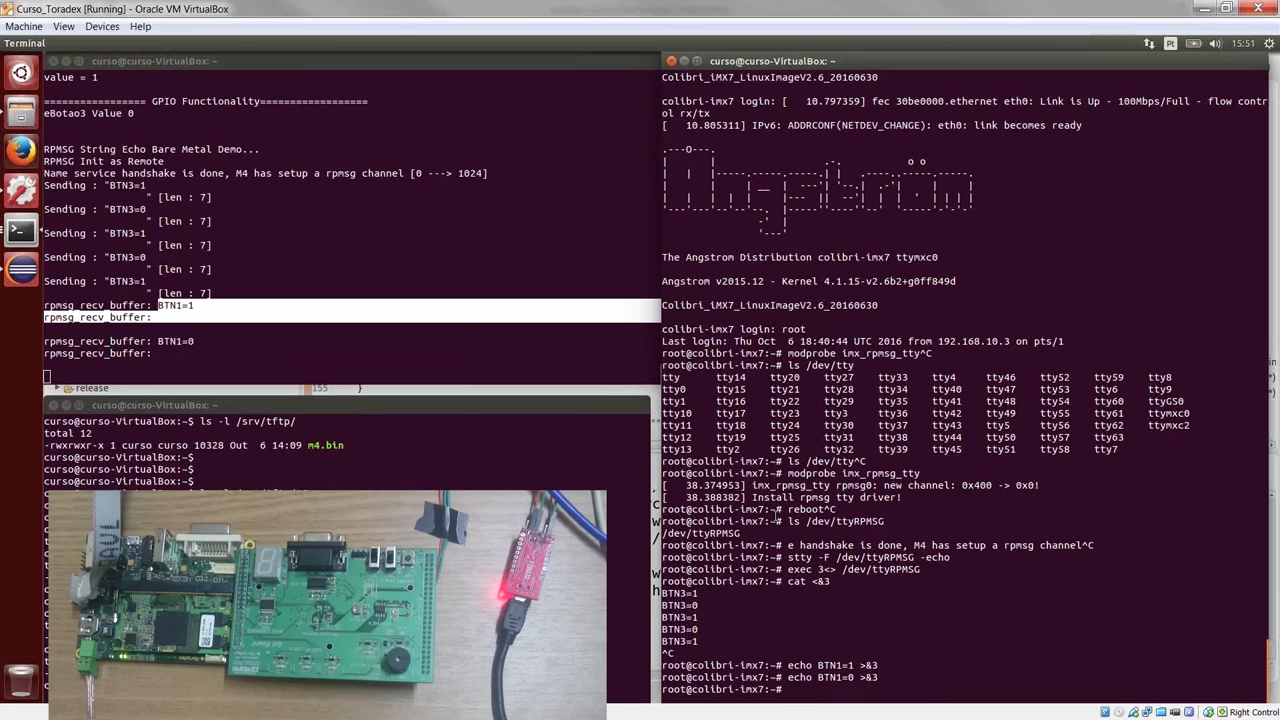 Curso_Toradex [Running] - Oracle VM VirtualBox
Machine View Devices Help
Terminal
Pt
15:51
curso@curso-VirtualBox: ~
value = 1
================= GPIO Functionality==================
eBotao3 Value 0
RPMSG String Echo Bare Metal Demo...
RPMSG Init as Remote
Name service handshake is done, M4 has setup a rpmsg channel [0 ---> 1024]
Sending : "BTN3=1
" [len : 7]
Sending : "BTN3=0
" [len : 7]
Sending : "BTN3=1
" [len : 7]
Sending : "BTN3=0
" [len : 7]
Sending : "BTN3=1
" [len : 7]
rpmsg_recv_buffer: BTN1=1
rpmsg_recv_buffer:
rpmsg_recv_buffer: BTN1=0
rpmsg_recv_buffer:
release
155 }
curso@curso-VirtualBox: ~
curso@curso-VirtualBox:~$ ls -l /srv/tftp/
total 12
-rwxrwxr-x 1 curso curso 10328 Out  6 14:09 m4.bin
curso@curso-VirtualBox:~$
curso@curso-VirtualBox:~$
curso@curso-VirtualBox:~$
curso@curso-VirtualBox: ~
Colibri_iMX7_LinuxImageV2.6_20160630
colibri-imx7 login: [   10.797359] fec 30be0000.ethernet eth0: Link is Up - 100Mbps/Full - flow contr
ol rx/tx
[   10.805311] IPv6: ADDRCONF(NETDEV_CHANGE): eth0: link becomes ready
The Angstrom Distribution colibri-imx7 ttymxc0
Angstrom v2015.12 - Kernel 4.1.15-v2.6b2+g0ff849d
Colibri_iMX7_LinuxImageV2.6_20160630
colibri-imx7 login: root
Last login: Thu Oct  6 18:40:44 UTC 2016 from 192.168.10.3 on pts/1
root@colibri-imx7:~# modprobe imx_rpmsg_tty^C
root@colibri-imx7:~# ls /dev/tty
tty tty14 tty20 tty27 tty33 tty4 tty46 tty52 tty59 tty8
tty0 tty15 tty21 tty28 tty34 tty40 tty47 tty53 tty6 tty9
tty1 tty16 tty22 tty29 tty35 tty41 tty48 tty54 tty60 ttyGS0
tty10 tty17 tty23 tty3 tty36 tty42 tty49 tty55 tty61 ttymxc0
tty11 tty18 tty24 tty30 tty37 tty43 tty5 tty56 tty62 ttymxc2
tty12 tty19 tty25 tty31 tty38 tty44 tty50 tty57 tty63
tty13 tty2 tty26 tty32 tty39 tty45 tty51 tty58 tty7
root@colibri-imx7:~# ls /dev/tty^C
root@colibri-imx7:~# modprobe imx_rpmsg_tty
[   38.374953] imx_rpmsg_tty rpmsg0: new channel: 0x400 -> 0x0!
[   38.388382] Install rpmsg tty driver!
root@colibri-imx7:~# reboot^C
root@colibri-imx7:~# ls /dev/ttyRPMSG
/dev/ttyRPMSG
root@colibri-imx7:~# e handshake is done, M4 has setup a rpmsg channel^C
root@colibri-imx7:~# stty -F /dev/ttyRPMSG -echo
root@colibri-imx7:~# exec 3<> /dev/ttyRPMSG
root@colibri-imx7:~# cat <&3
BTN3=1
BTN3=0
BTN3=1
BTN3=0
BTN3=1
^C
root@colibri-imx7:~# echo BTN1=1 >&3
root@colibri-imx7:~# echo BTN1=0 >&3
root@colibri-imx7:~#
Right Control